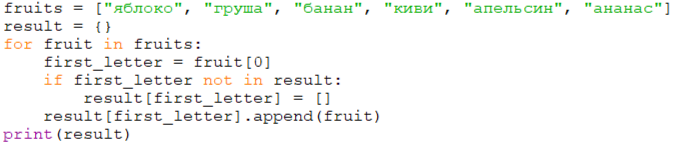 fruits = ["яблоко", "груша", "банан", "киви", "апельсин", "ананас"]
result = {}
for fruit in fruits:
    first_letter = fruit[0]
    if first_letter not in result:
        result[first_letter] = []
    result[first_letter].append(fruit)
print(result)